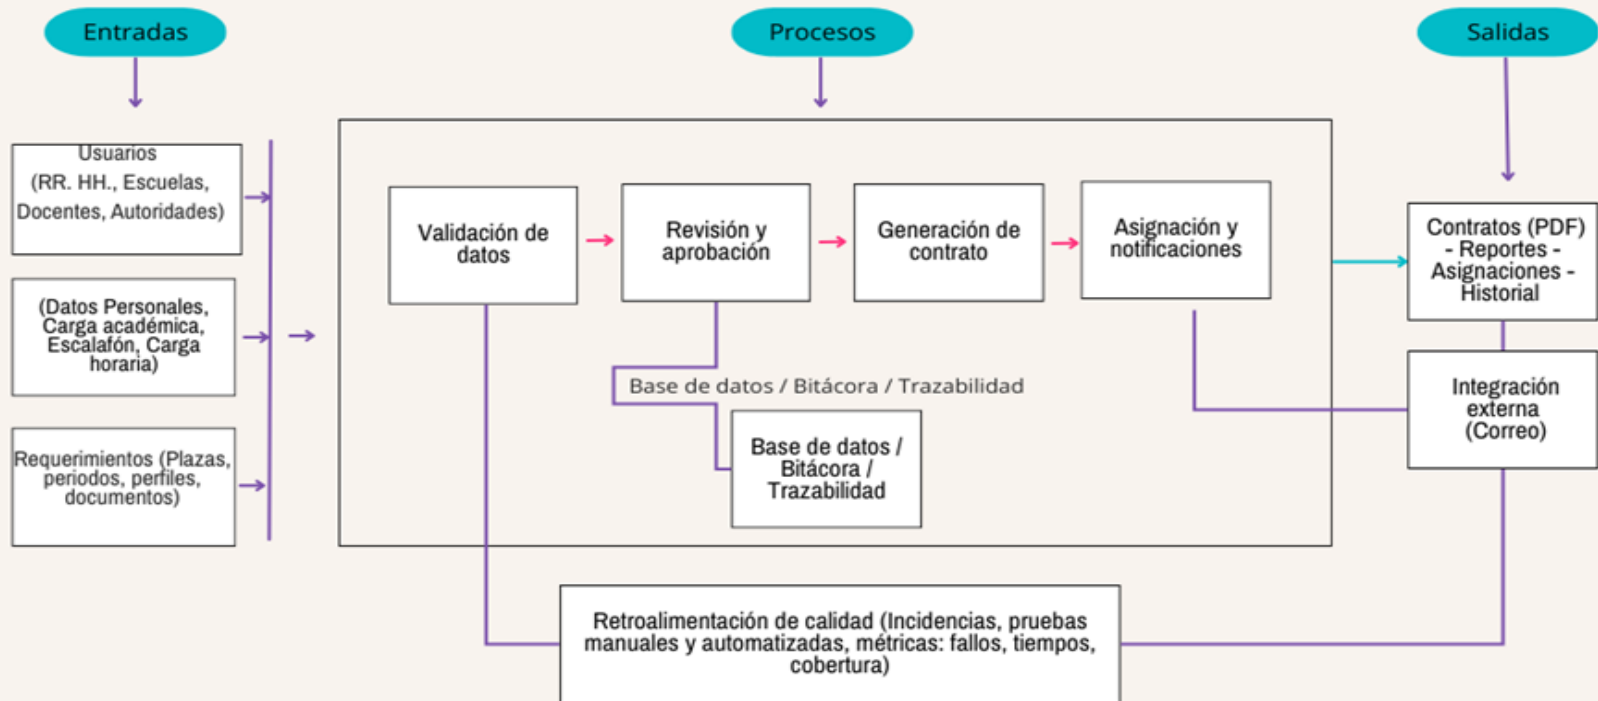 Entradas
Procesos
Salidas
Usuarios
(RR. HH., Escuelas,
Docentes, Autoridades)
(Datos Personales,
Carga académica,
Escalafón, Carga
horaria)
Requerimientos (Plazas,
periodos, perfiles,
documentos)
Validación de
datos
Revisión y
aprobación
Generación de
contrato
Asignación y
notificaciones
Base de datos / Bitácora / Trazabilidad
Base de datos /
Bitácora /
Trazabilidad
Contratos (PDF)
- Reportes -
Asignaciones -
Historial
Integración
externa
(Correo)
Retroalimentación de calidad (Incidencias, pruebas
manuales y automatizadas, métricas: fallos, tiempos,
cobertura)